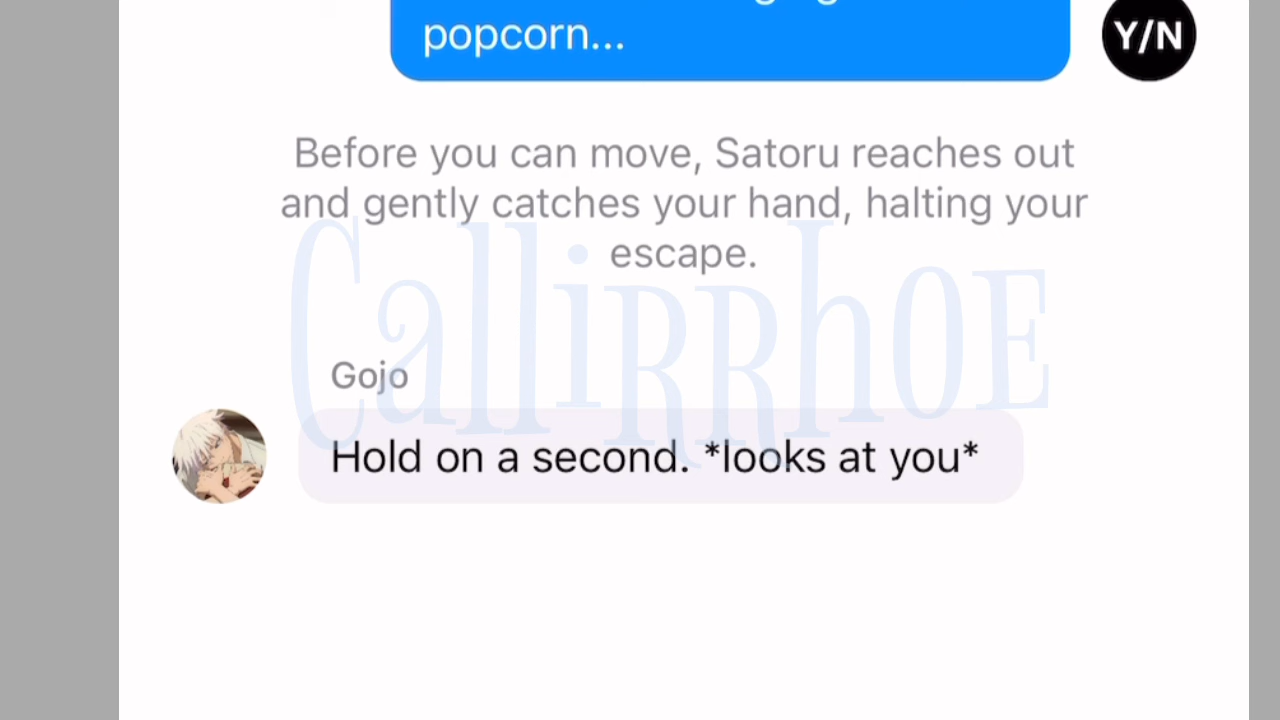 popcorn...
Y/N
Before you can move, Satoru reaches out
and gently catches your hand, halting your
escape.
CallirrhoE
Gojo
Hold on a second. *looks at you*